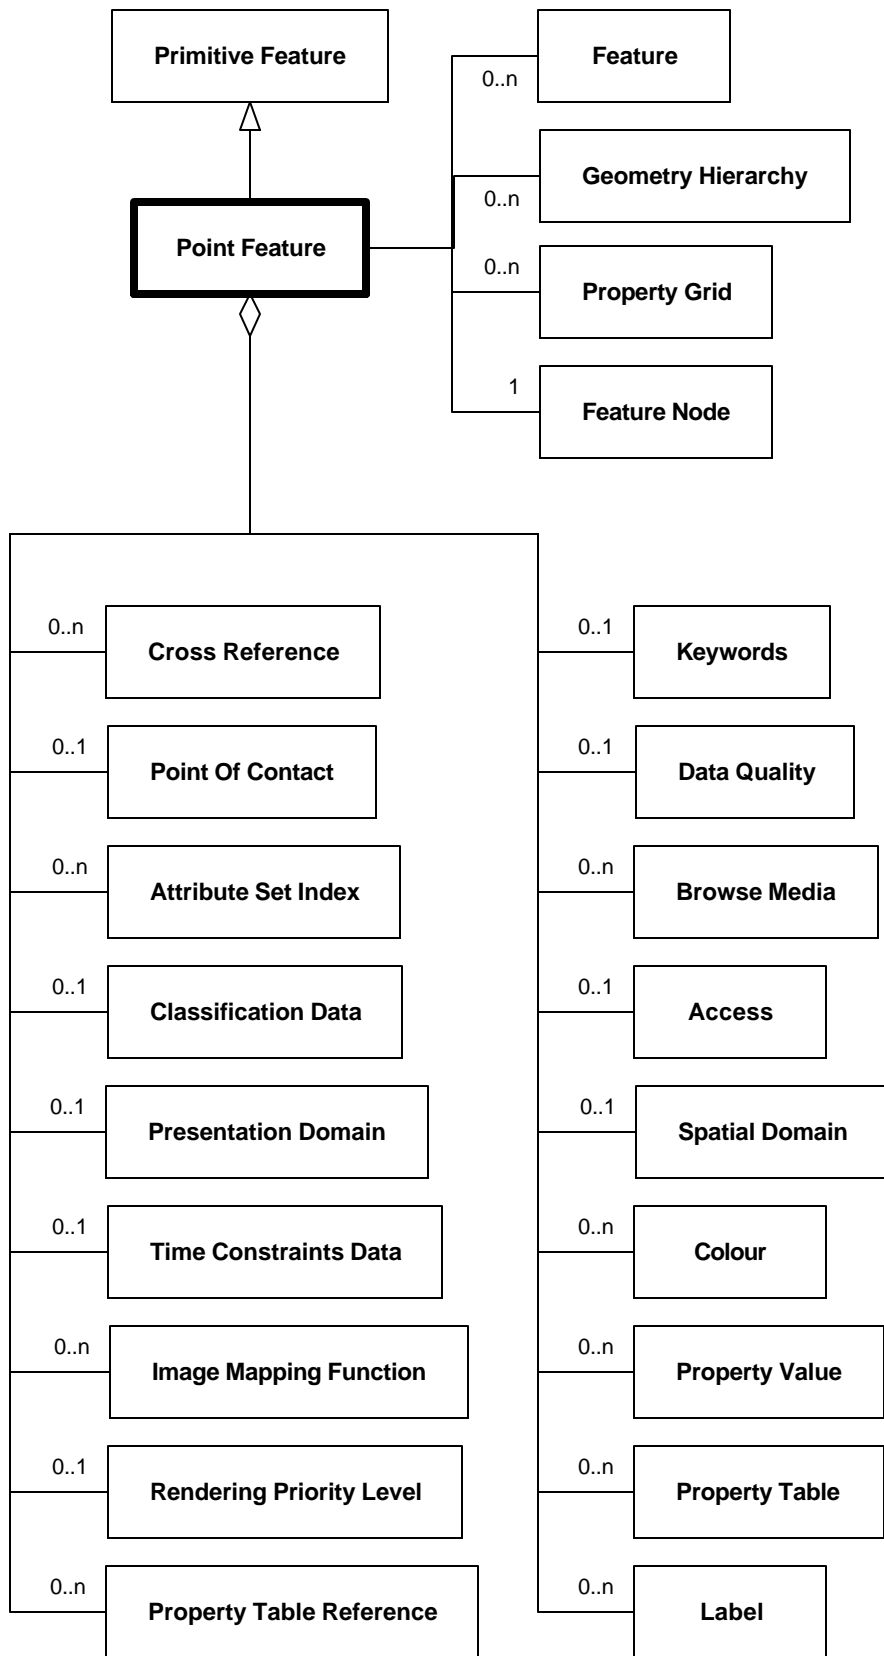 Primitive Feature
Feature
0..n
Geometry Hierarchy
0..n
Point Feature
0..n
Property Grid
1
Feature Node
0..n
Cross Reference
0..1
Keywords
0..1
Point Of Contact
0..1
Data Quality
0..n
Attribute Set Index
0..n
Browse Media
0..1
Classification Data
0..1
Access
0..1
Presentation Domain
0..1
Spatial Domain
0..1
Time Constraints Data
0..n
Colour
0..n
Image Mapping Function
0..n
Property Value
0..1
Rendering Priority Level
0..n
Property Table
0..n
Property Table Reference
0..n
Label